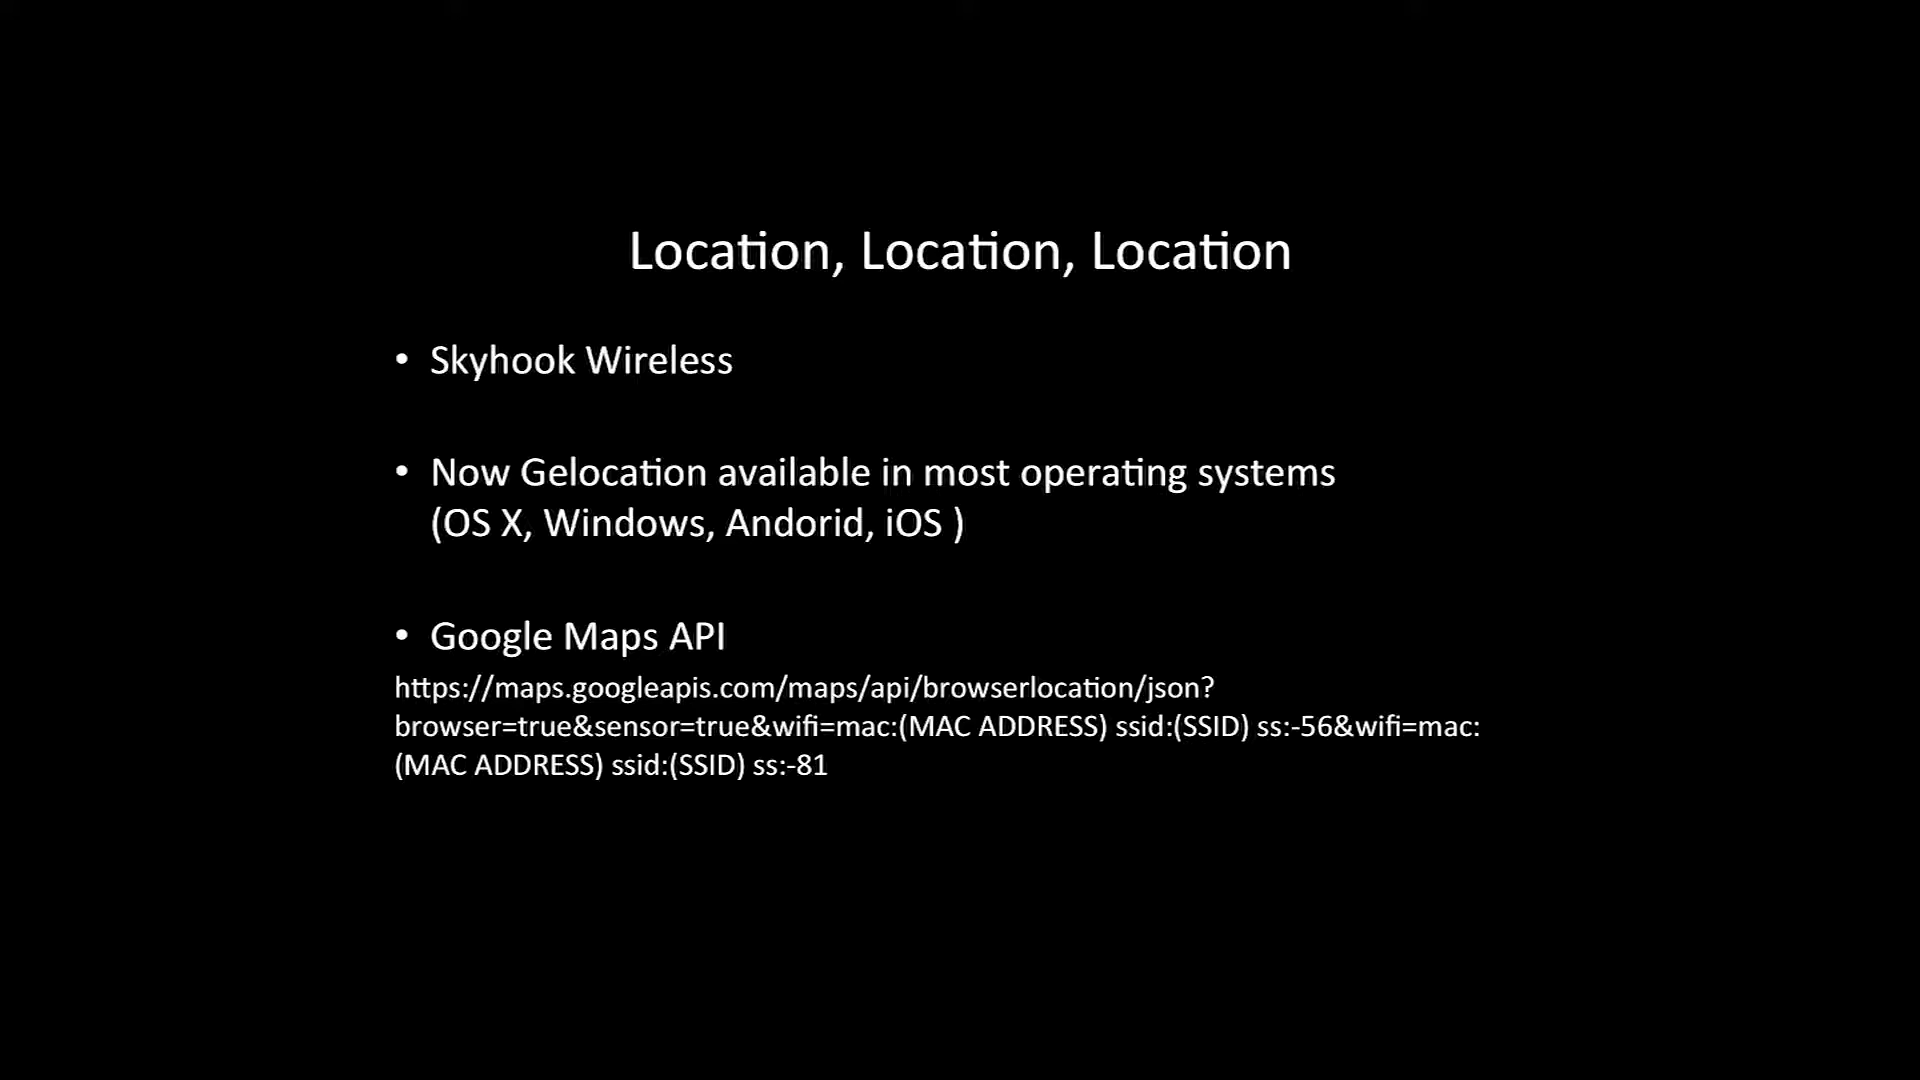 Location, Location, Location
• Skyhook Wireless
• Now Gelocation available in most operating systems
(OS X, Windows, Andorid, iOS )
• Google Maps API
https://maps.googleapis.com/maps/api/browserlocation/json?
browser=true&sensor=true&wifi=mac:(MAC ADDRESS) ssid:(SSID) ss:-56&wifi=mac:
(MAC ADDRESS) ssid:(SSID) ss:-81